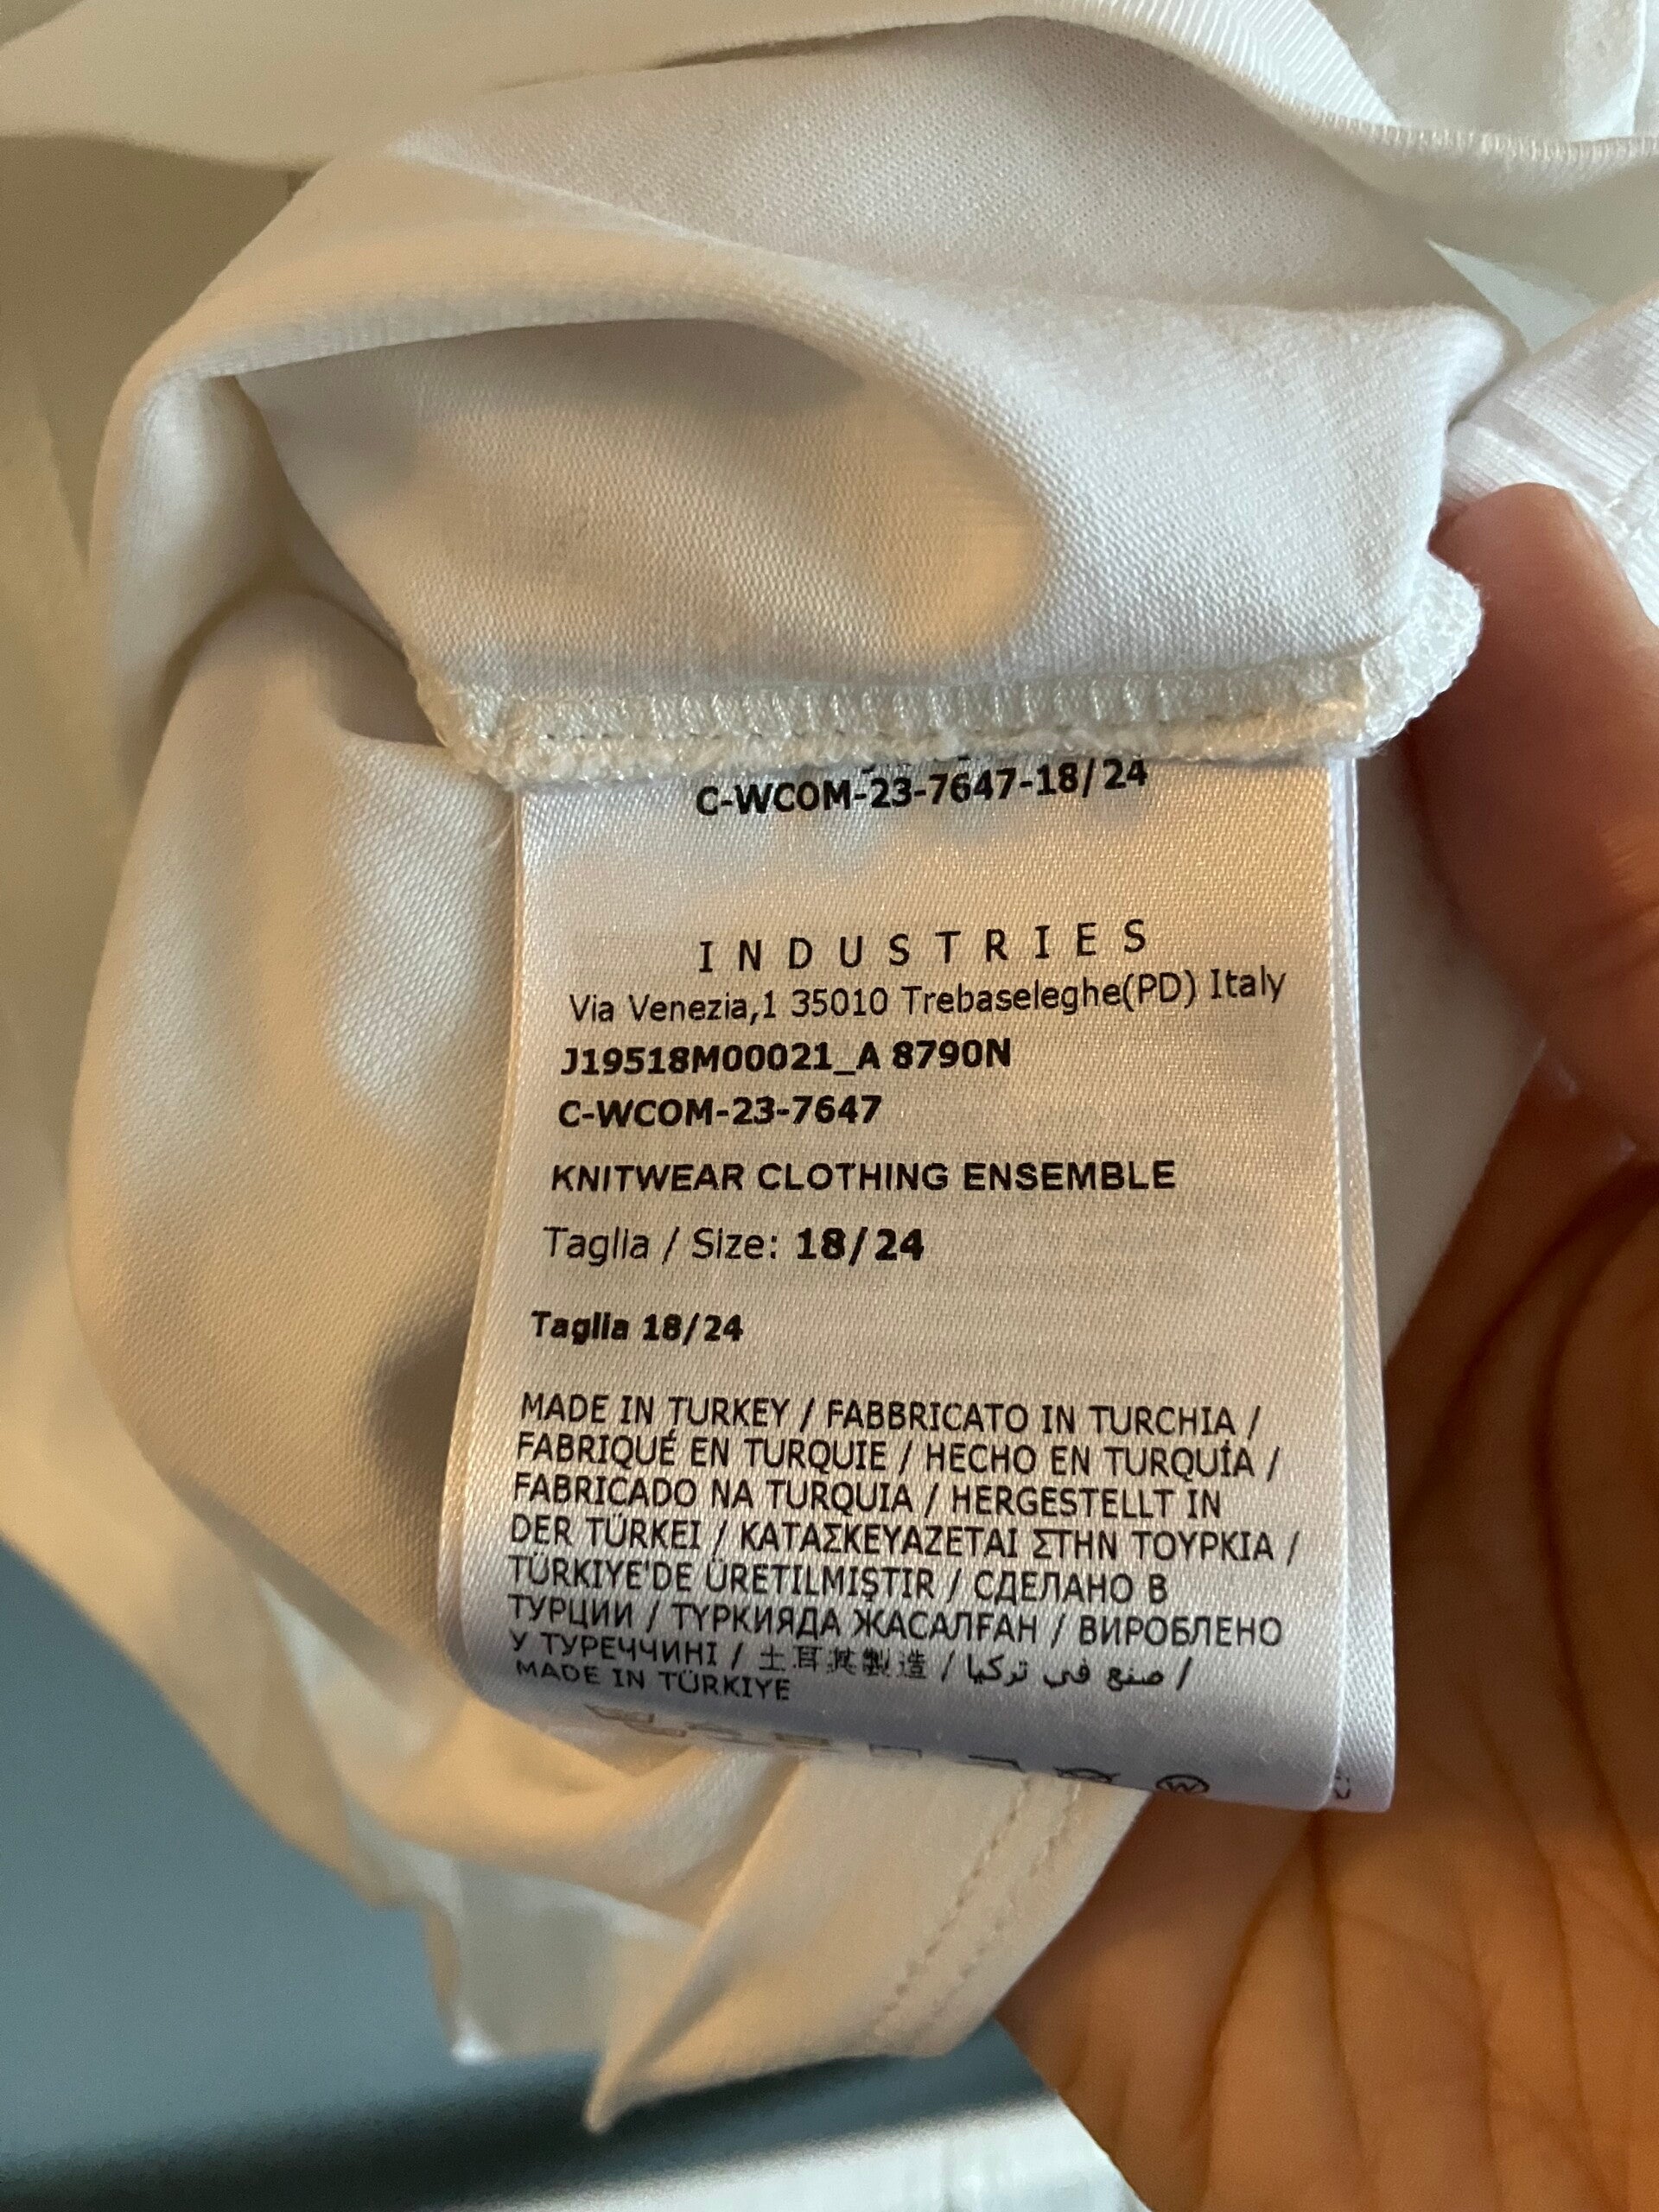 C-WCOM-23-7647-18/24
INDUSTRIES
Via Venezia,1 35010 Trebaseleghe(PD) Italy
J19518M00021_A 8790N
C-WCOM-23-7647
KNITWEAR CLOTHING ENSEMBLE
Taglia / Size: 18/24
Taglia 18/24
MADE IN TURKEY / FABBRICATO IN TURCHIA /
FABRIQUÉ EN TURQUIE / HECHO EN TURQUÍA /
FABRICADO NA TURQUIA / HERGESTELLT IN
DER TÜRKEI / ΚΑΤΑΣΚΕΥΑΖΕΤΑΙ ΣΤΗΝ ΤΟΥΡΚΙΑ /
TÜRKIYE'DE ÜRETILMIŞTIR / СДЕЛАНО В
ТУРЦИИ / ТҮРКИЯДА ЖАСАЛҒАН / ВИРОБЛЕНО
У ТУРЕЧЧИНІ / 土耳其製造 / صنع في تركيا /
MADE IN TÜRKIYE
W